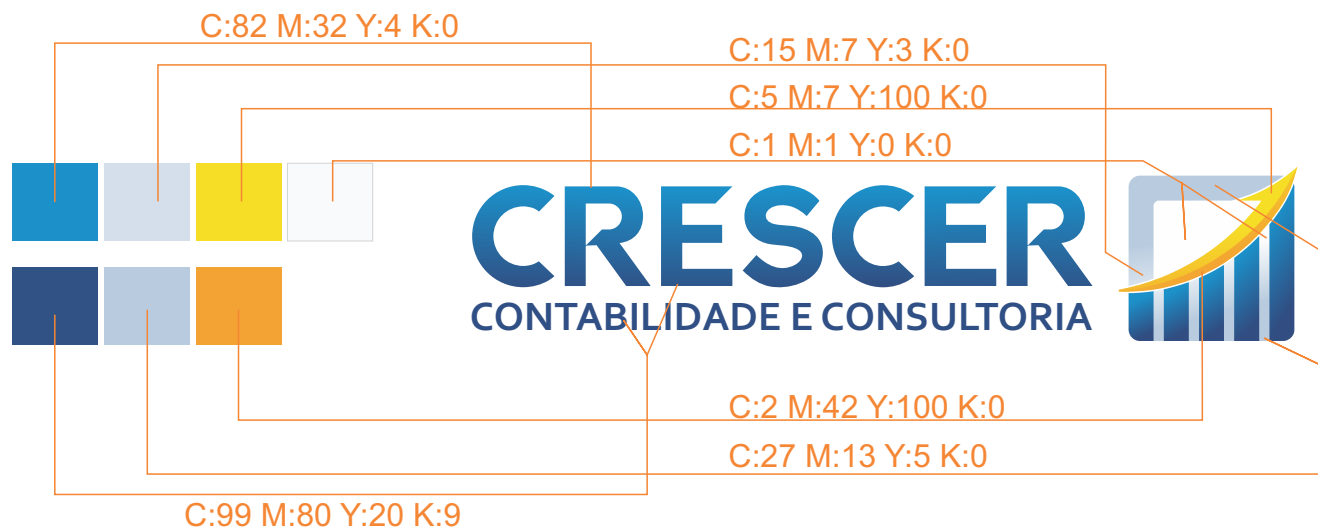 C:82 M:32 Y:4 K:0
C:15 M:7 Y:3 K:0
C:5 M:7 Y:100 K:0
C:1 M:1 Y:0 K:0
CRESCER
CONTABILIDADE E CONSULTORIA
C:2 M:42 Y:100 K:0
C:27 M:13 Y:5 K:0
C:99 M:80 Y:20 K:9